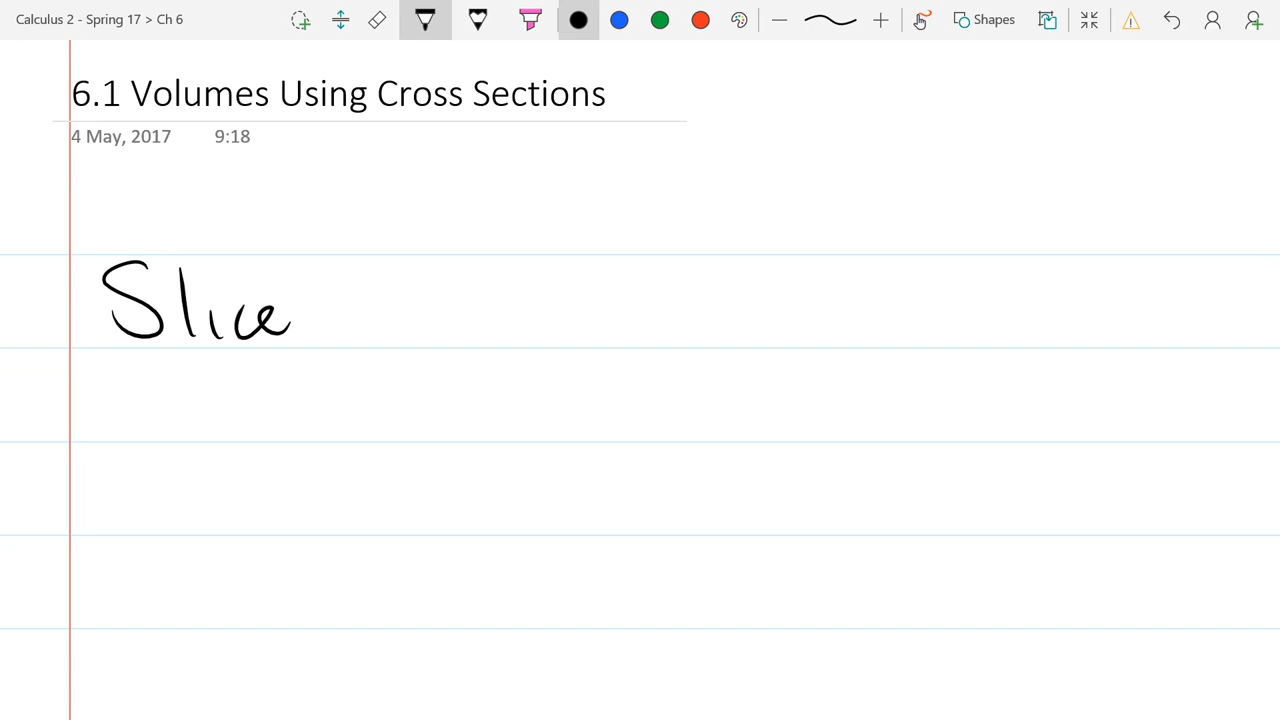 Calculus 2 - Spring 17 > Ch 6
Shapes
6.1 Volumes Using Cross Sections
4 May, 2017 9:18
Slice